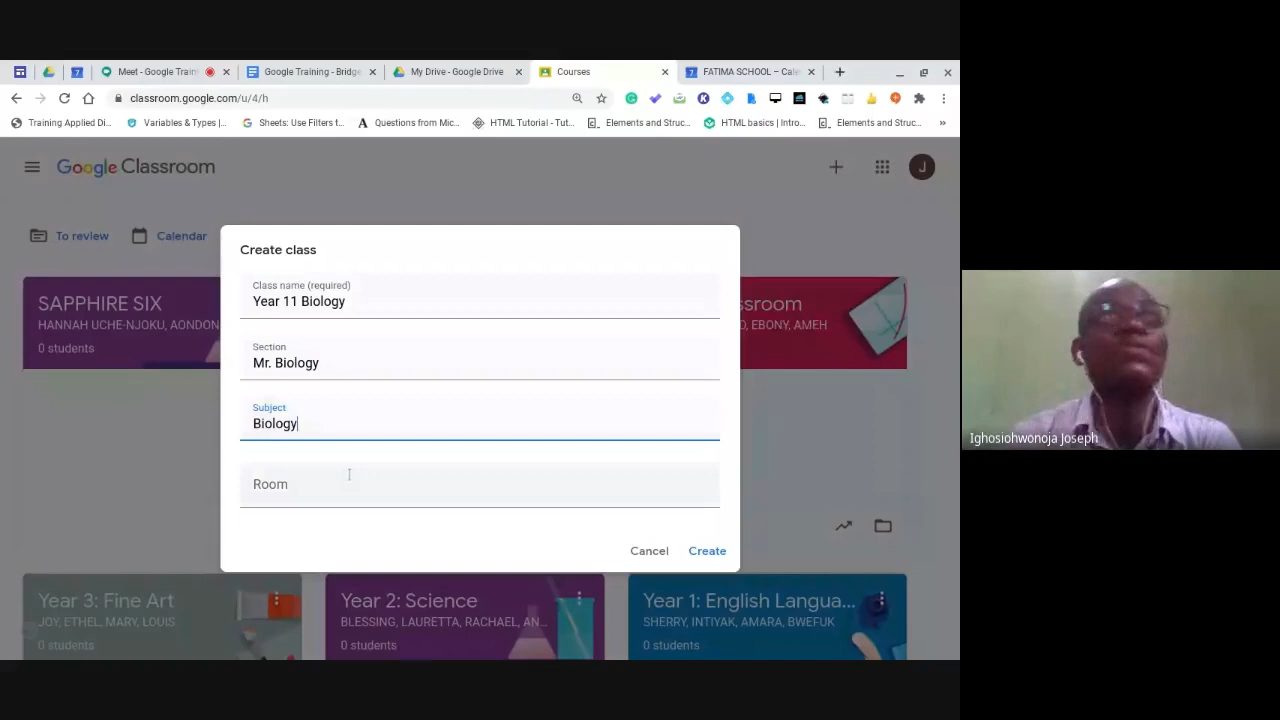 Meet - Google Train
Google Training - Bridge
My Drive - Google Drive
Courses
FATIMA SCHOOL – Cale
classroom.google.com/u/4/h
Training Applied Di...
Variables & Types |...
Sheets: Use Filters t...
Questions from Mic...
HTML Tutorial - Tut...
Elements and Struc...
HTML basics | Intro...
Elements and Struc...
»
Google Classroom
J
To review
Calendar
SAPPHIRE SIX
HANNAH UCHE-NJOKU, AONDON
0 students
ssroom
O, EBONY, AMEH
Create class
Class name (required)
Year 11 Biology
Section
Mr. Biology
Subject
Biology
Room
Cancel
Create
Year 3: Fine Art
JOY, ETHEL, MARY, LOUIS
0 students
Year 2: Science
BLESSING, LAURETTA, RACHAEL, AN...
0 students
Year 1: English Langua...
SHERRY, INTIYAK, AMARA, BWEFUK
0 students
Ighosiohwonoja Joseph